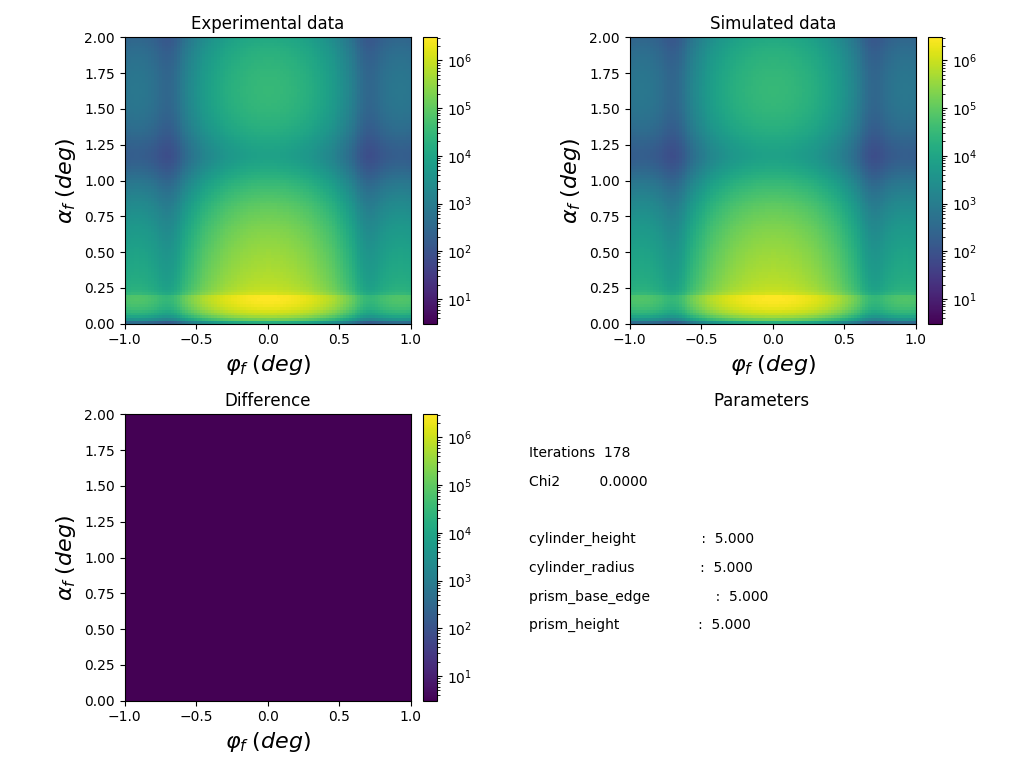 Experimental data
2.00
1.75
1.50
1.25
1.00
0.75
0.50
0.25
0.00
−1.0 −0.5 0.0 0.5 1.0
αf (deg)
φf (deg)
10^6
10^5
10^4
10^3
10^2
10^1
Simulated data
2.00
1.75
1.50
1.25
1.00
0.75
0.50
0.25
0.00
−1.0 −0.5 0.0 0.5 1.0
αf (deg)
φf (deg)
10^6
10^5
10^4
10^3
10^2
10^1
Difference
2.00
1.75
1.50
1.25
1.00
0.75
0.50
0.25
0.00
−1.0 −0.5 0.0 0.5 1.0
αf (deg)
φf (deg)
10^6
10^5
10^4
10^3
10^2
10^1
Parameters
Iterations 178
Chi2 0.0000
cylinder_height : 5.000
cylinder_radius : 5.000
prism_base_edge : 5.000
prism_height : 5.000